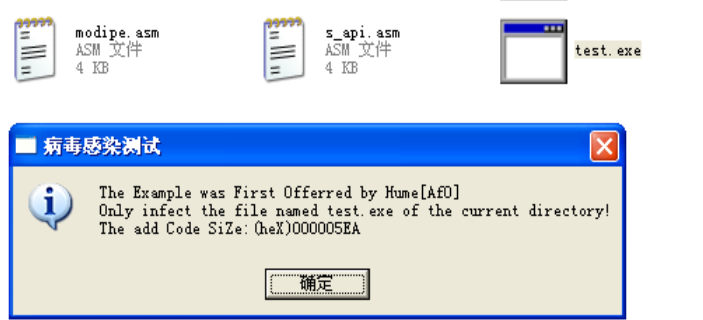 modipe.asm
ASM 文件
4 KB
s_api.asm
ASM 文件
4 KB
test.exe
病毒感染测试
The Example was First Offerred by Hume[AfO]
Only infect the file named test.exe of the current directory!
The add Code SiZe:(heX)000005EA
确定